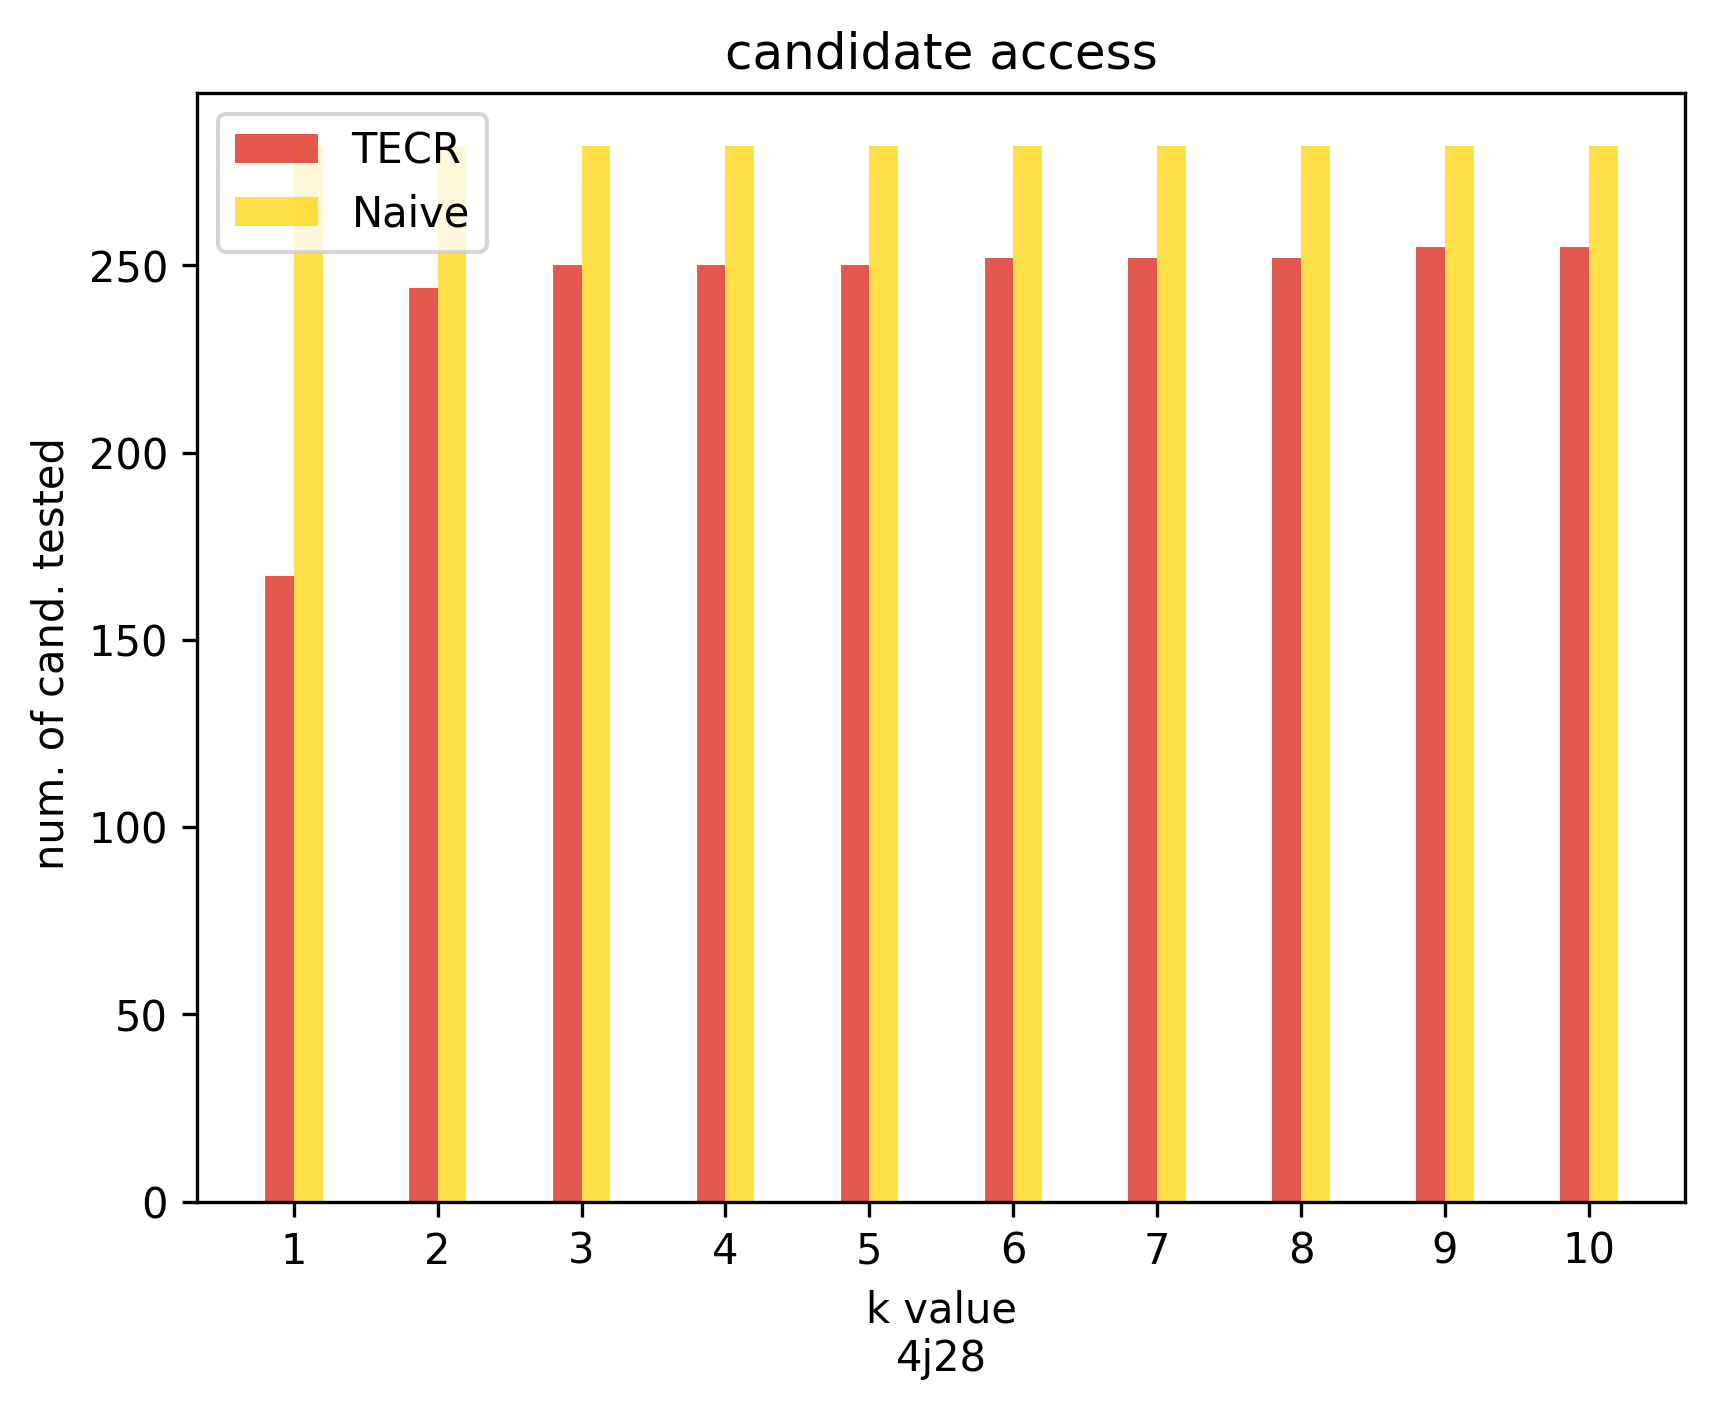 candidate access
TECR
Naive
num. of cand. tested
250
200
150
100
50
0
1 2 3 4 5 6 7 8 9 10
k value
4j28